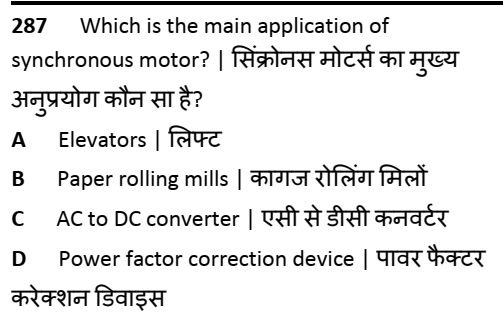 287 Which is the main application of
synchronous motor? | सिंक्रोनस मोटर्स का मुख्य
अनुप्रयोग कौन सा है?
A Elevators | लिफ्ट
B Paper rolling mills | कागज रोलिंग मिलों
C AC to DC converter | एसी से डीसी कनवर्टर
D Power factor correction device | पावर फैक्टर
करेक्शन डिवाइस